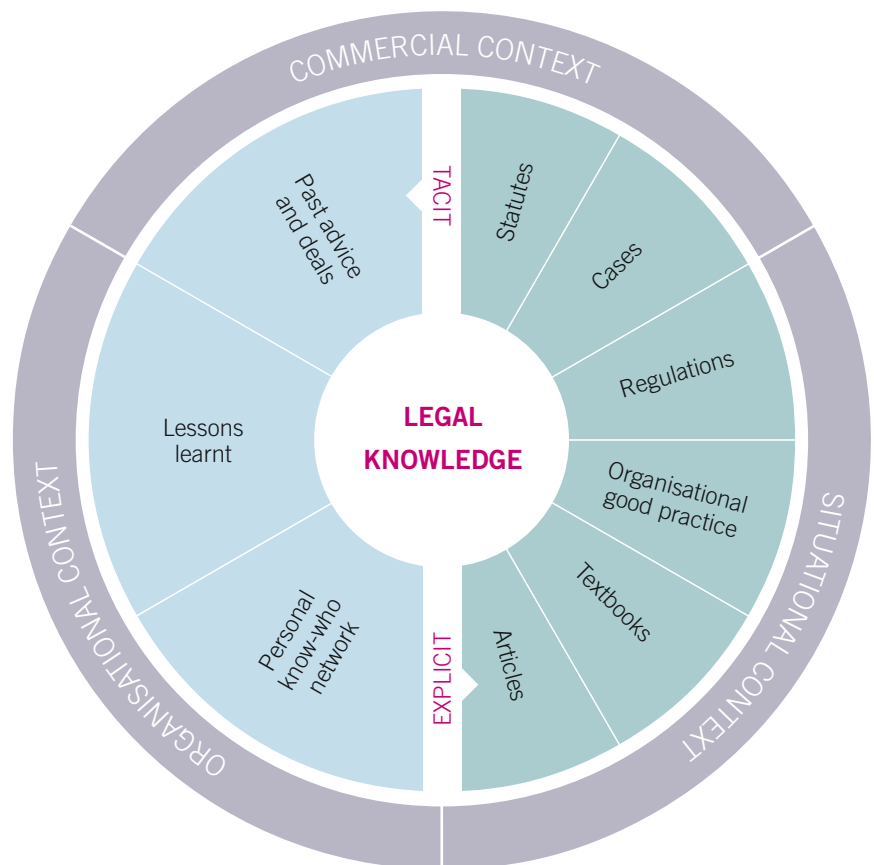 COMMERCIAL CONTEXT
TACIT
Past advice
and deals
Lessons
learnt
Personal
know-who
network
LEGAL
KNOWLEDGE
Statutes
Cases
Regulations
Organisational
good practice
Textbooks
Articles
EXPLICIT
ORGANISATIONAL CONTEXT
SITUATIONAL CONTEXT